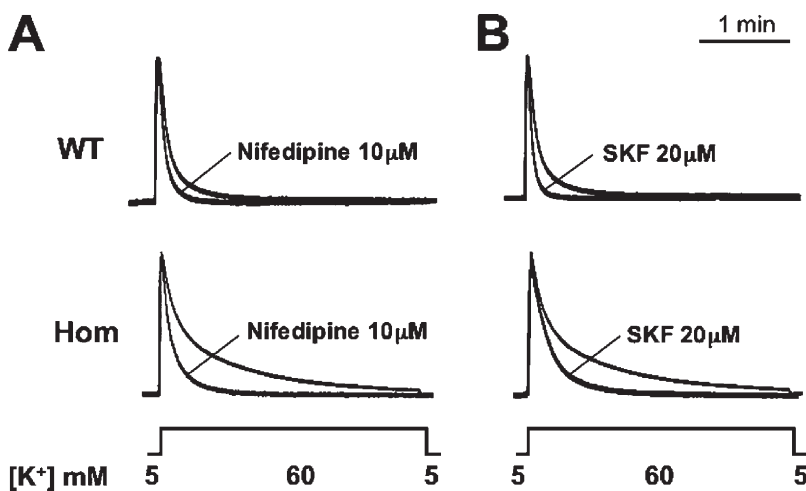 A
B
1 min
WT
Nifedipine 10μM
SKF 20μM
Hom
Nifedipine 10μM
SKF 20μM
[K⁺] mM 5 60 5 5 60 5